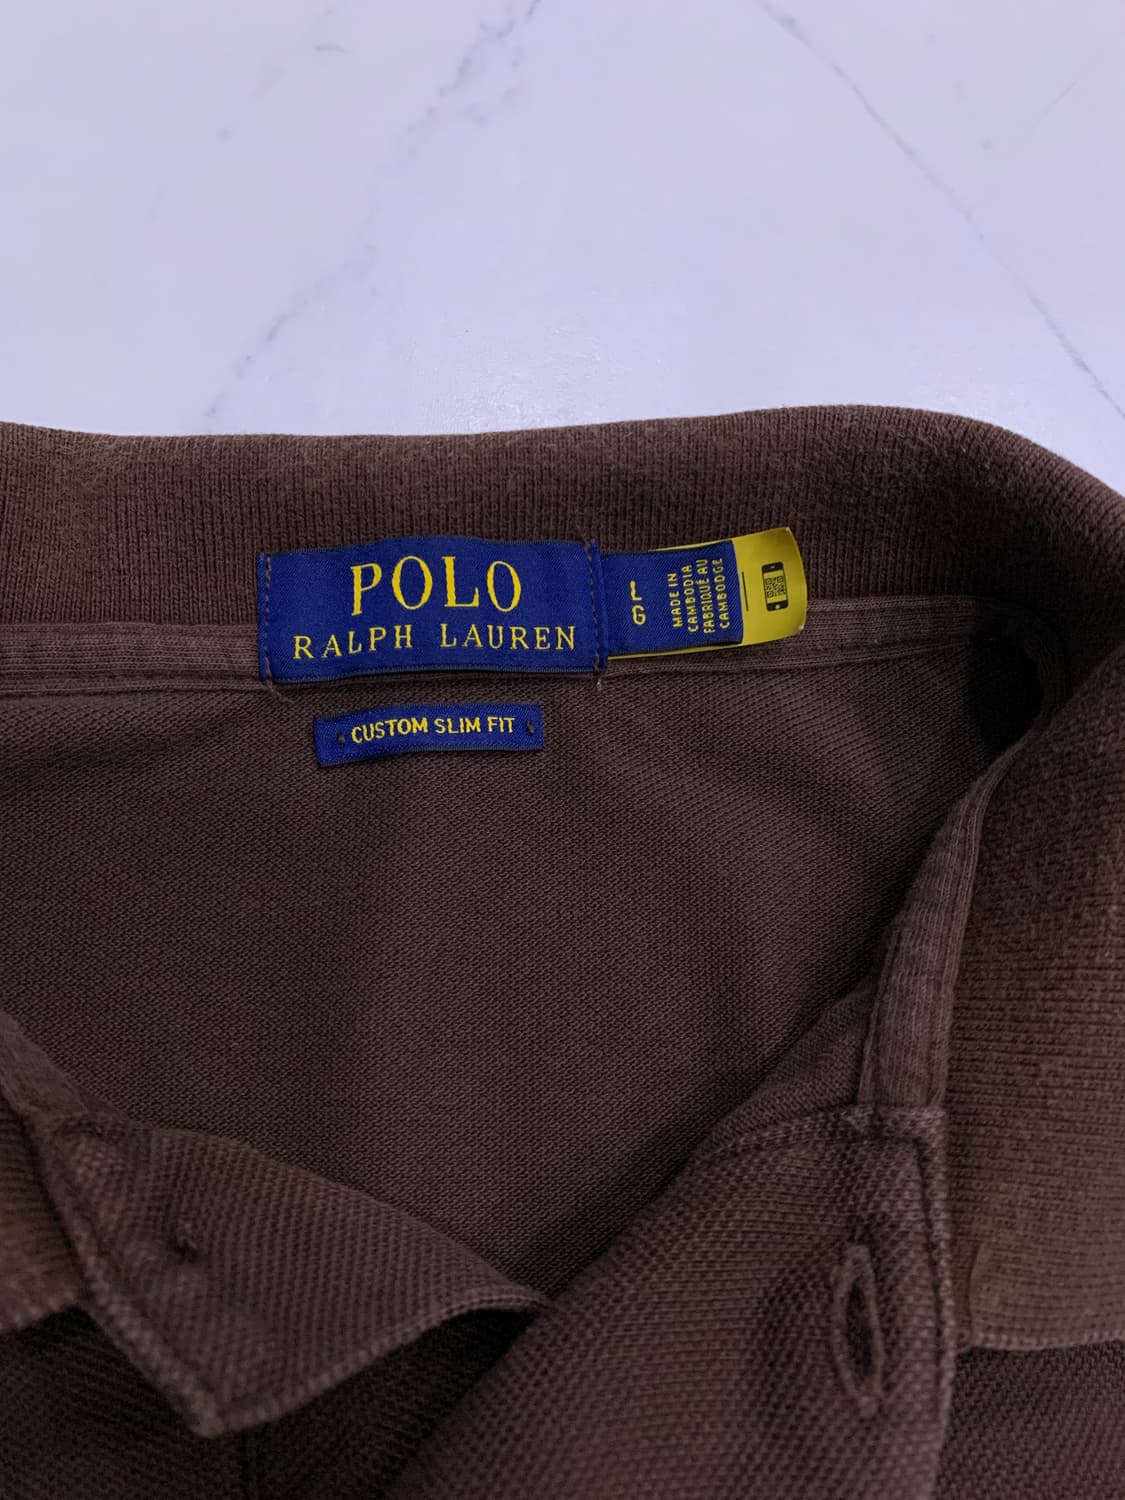 POLO
RALPH LAUREN
L
G
MADE IN
CAMBODIA
FABRIQUÉ AU
CAMBODGE
CUSTOM SLIM FIT